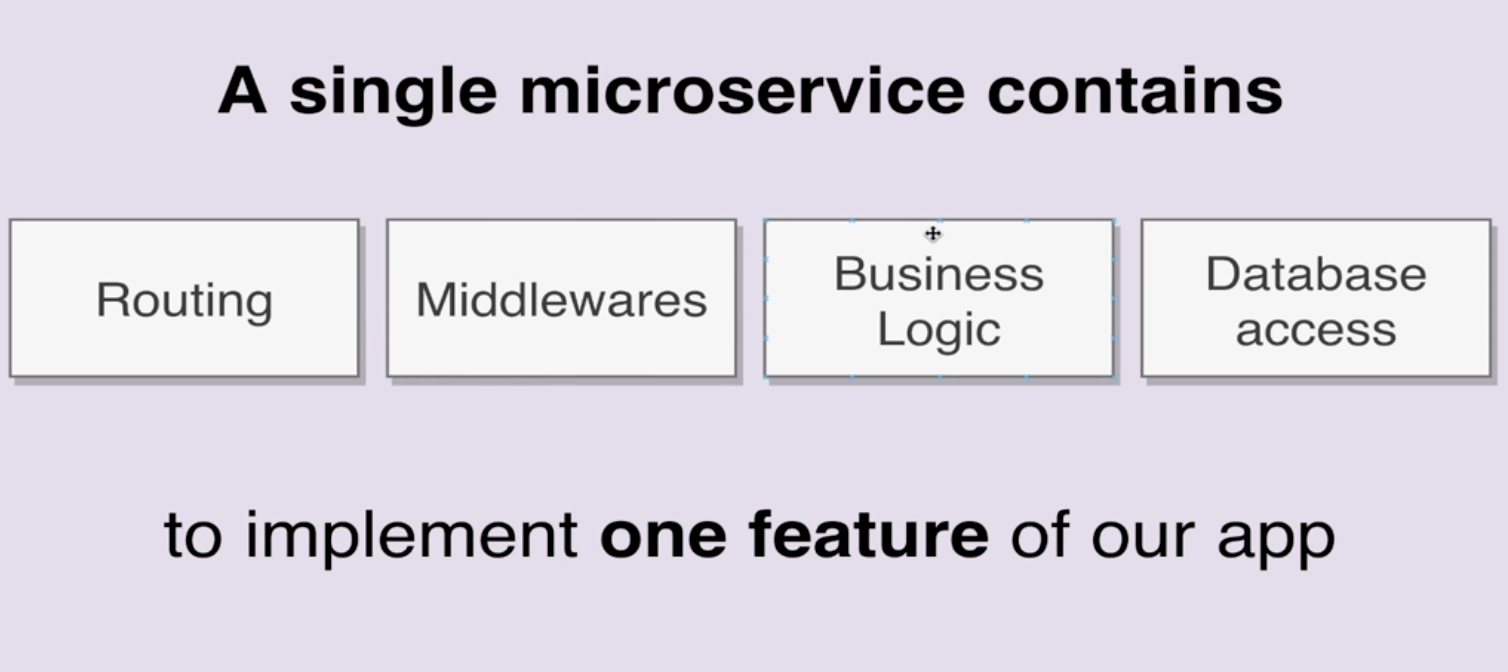 A single microservice contains
Routing
Middlewares
Business
Logic
Database
access
to implement one feature of our app